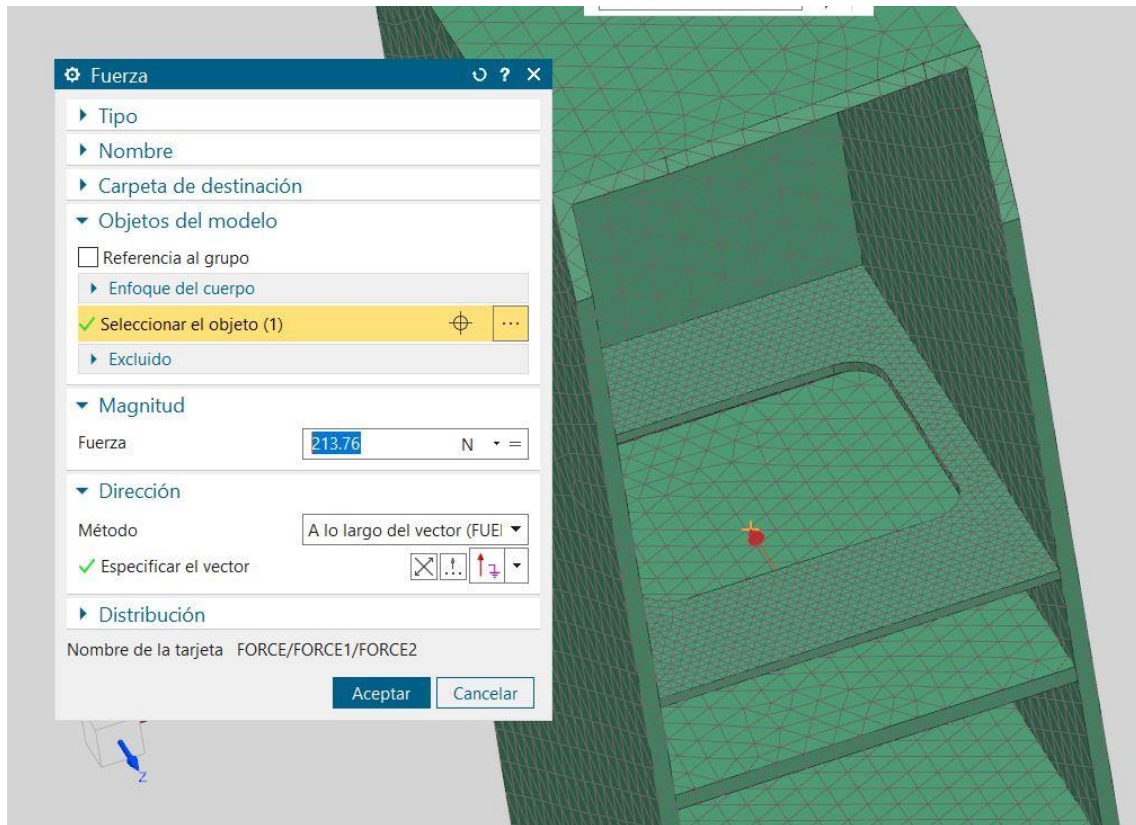 Fuerza
Tipo
Nombre
Carpeta de destinación
Objetos del modelo
Referencia al grupo
Enfoque del cuerpo
Seleccionar el objeto (1)
Excluido
Magnitud
Fuerza 213.76 N
Dirección
Método A lo largo del vector (FUEI
Especificar el vector
Distribución
Nombre de la tarjeta FORCE/FORCE1/FORCE2
Aceptar Cancelar
Z